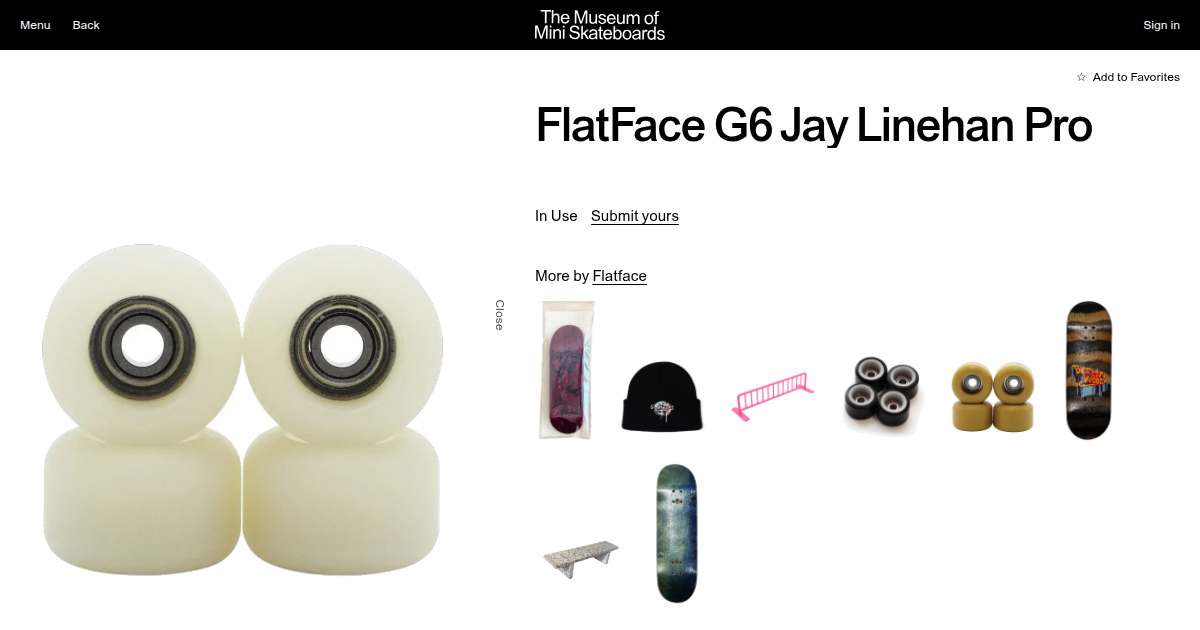 Menu
Back
The Museum of
Mini Skateboards
Sign in
☆ Add to Favorites
FlatFace G6 Jay Linehan Pro
In Use
Submit yours
More by Flatface
Close